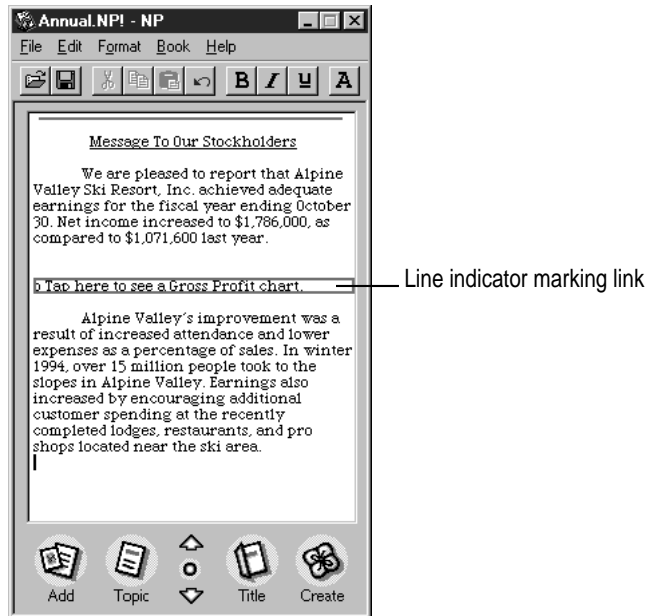 Annual.NP! - NP
File Edit Format Book Help
B I U A
Message To Our Stockholders
We are pleased to report that Alpine
Valley Ski Resort, Inc. achieved adequate
earnings for the fiscal year ending October
30. Net income increased to $1,786,000, as
compared to $1,071,600 last year.
Tap here to see a Gross Profit chart.
Line indicator marking link
Alpine Valley's improvement was a
result of increased attendance and lower
expenses as a percentage of sales. In winter
1994, over 15 million people took to the
slopes in Alpine Valley. Earnings also
increased by encouraging additional
customer spending at the recently
completed lodges, restaurants, and pro
shops located near the ski area.
Add Topic Title Create